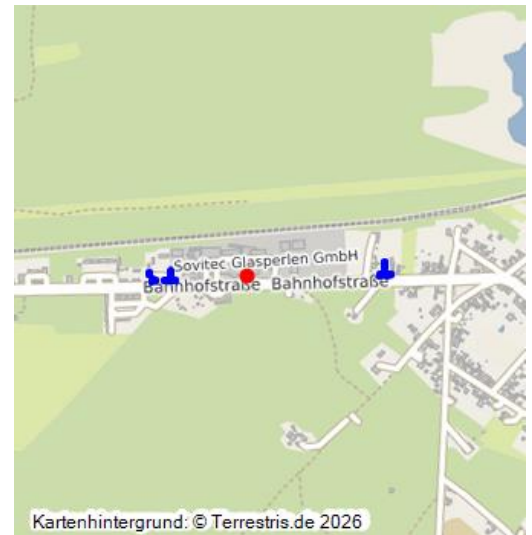 Sovitec Glasperlen GmbH
Bahnhofstraße Bahnhofstraße
Kartenhintergrund: © Terrestris.de 2026